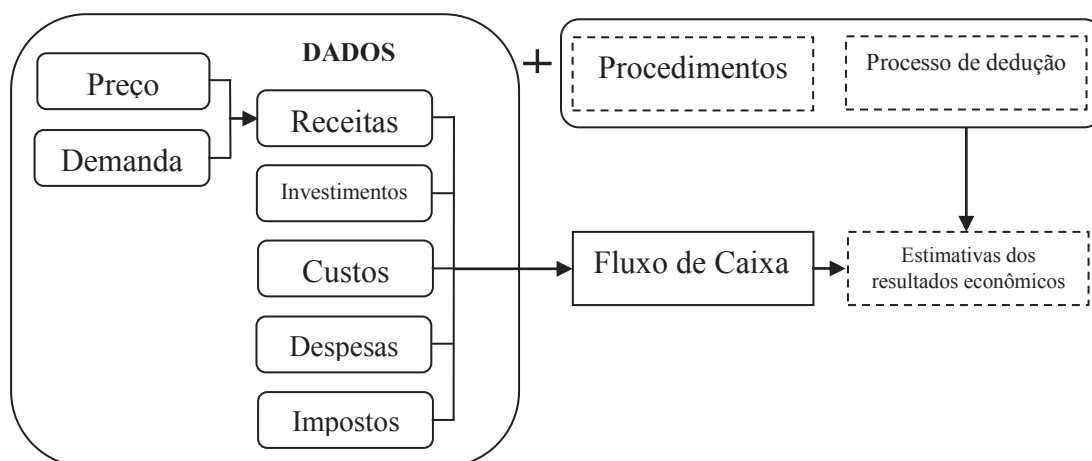 DADOS
Preço
Demanda
Receitas
Investimentos
Custos
Despesas
Impostos
+
Procedimentos
Processo de dedução
Fluxo de Caixa
Estimativas dos
resultados econômicos